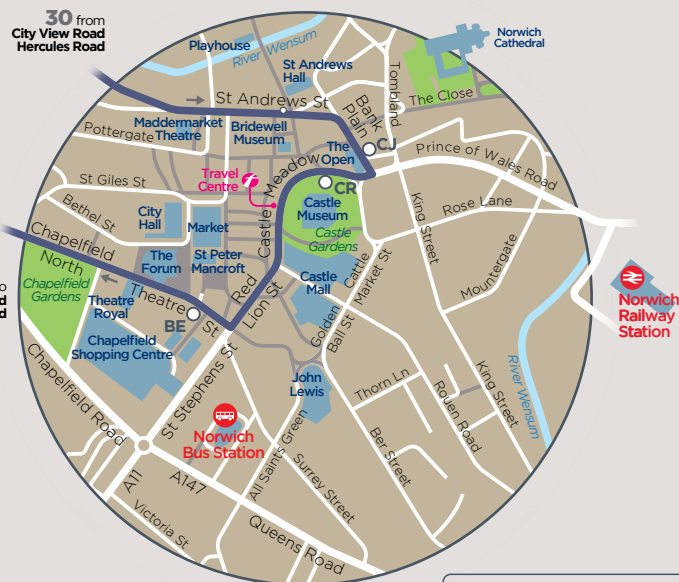 30 from
City View Road
Hercules Road
Playhouse
River Wensum
Norwich
Cathedral
St Andrews
Hall
Tombland
The Close
St Andrews St
Bank
Plain
Maddermarket
Theatre
Bridewell
Museum
Pottergate
The
Open
CJ
Prince of Wales Road
Travel
Centre
Castle Meadow
CR
St Giles St
Castle
Museum
King Street
Rose Lane
Bethel St
City
Hall
Market
Castle
Gardens
Chapelfield
North
The
Forum
St Peter
Mancroft
Mountergate
Cattle
Market St
Castle
Mall
Red
Lion St
Chapelfield
Gardens
Theatre
Royal
Theatre St
BE
Golden
Ball St
Norwich
Railway
Station
o
d
d
Chapelfield
Shopping Centre
John
Lewis
Thorn Ln
Rouen Road
King Street
River Wensum
Chapelfield Road
St Stephens St
Norwich
Bus Station
All Saints Green
Ber Street
Surrey Street
A11
A147
Victoria St
Queens Road